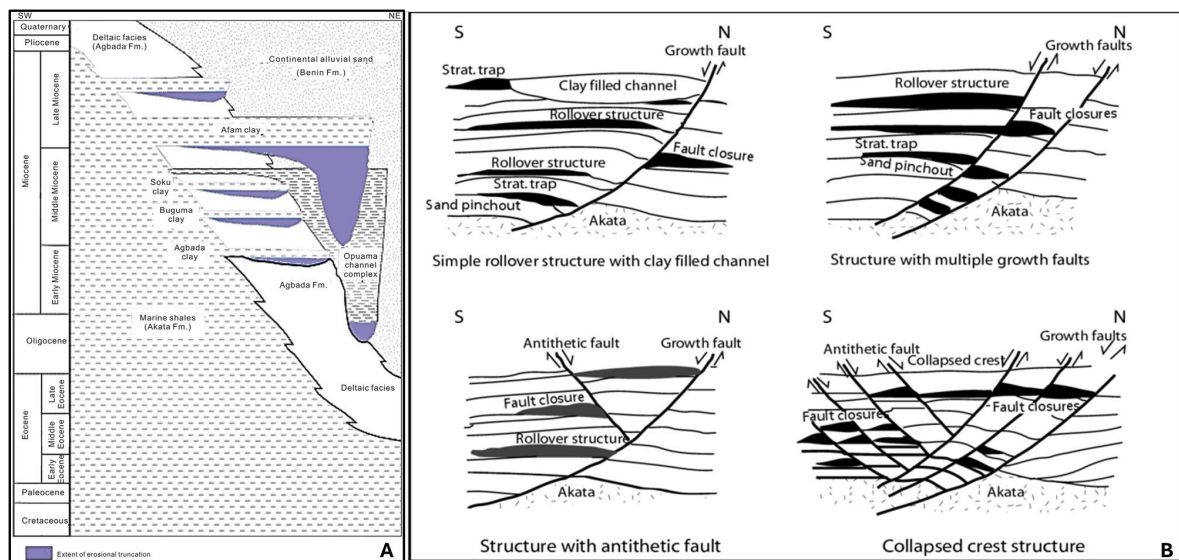 SW
NE
Quaternary
Pliocene
Miocene
Late Miocene
Middle Miocene
Early Miocene
Oligocene
Eocene
Late
Eocene
Middle
Eocene
Early
Eocene
Paleocene
Cretaceous
Deltaic facies
(Agbada Fm.)
Continental alluvial sand
(Benin Fm.)
Afam clay
Soku
clay
Buguma
clay
Agbada
clay
Opuama
channel
complex
Agbada Fm.
Marine shales
(Akata Fm.)
Deltaic facies
Extent of erosional truncation
A
S
N
Growth fault
Strat. trap
Clay filled channel
Rollover structure
Fault closure
Rollover structure
Strat. trap
Sand pinchout
Akata
Simple rollover structure with clay filled channel
S
N
Growth faults
Rollover structure
Fault closures
Strat. trap
Sand pinchout
Akata
Structure with multiple growth faults
S
N
Antithetic fault
Growth fault
Fault closure
Rollover structure
Akata
Structure with antithetic fault
S
N
Growth faults
Antithetic fault
Collapsed crest
Fault closures
Fault closures
Akata
Collapsed crest structure
B